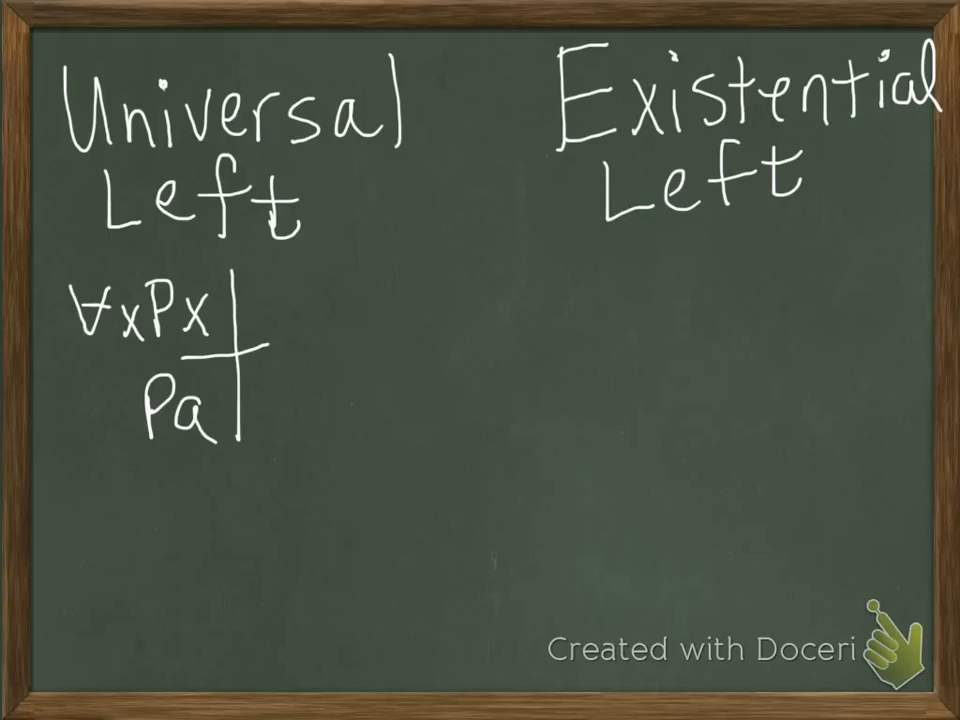 Universal
Left
∀xPx
Pa
Existential
Left
Created with Doceri